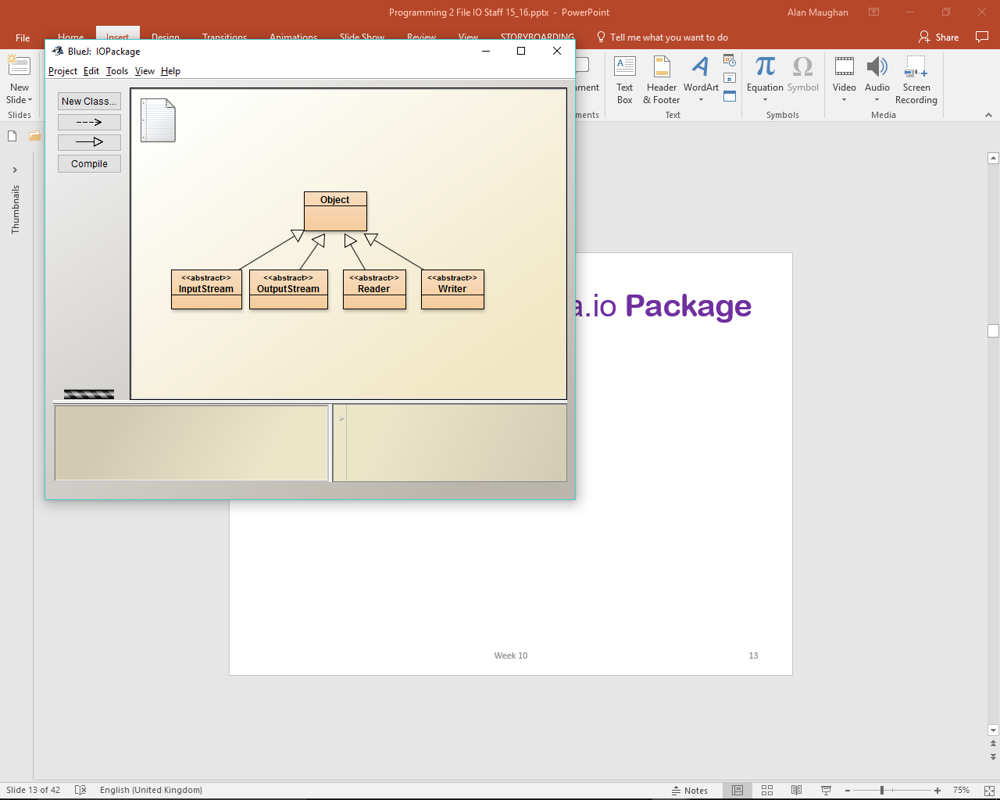 Programming 2 File IO Staff 15_16.pptx - PowerPoint
Alan Maughan
File
Home
Insert
Design
Transitions
Animations
Slide Show
Review
View
STORYBOARDING
Tell me what you want to do
Share
BlueJ: IOPackage
Project Edit Tools View Help
New Class...
Compile
New
Slide
Slides
Text
Box
Header
& Footer
WordArt
Text
Equation
Symbol
Symbols
Video
Audio
Screen
Recording
Media
Thumbnails
Object
<<abstract>>
InputStream
<<abstract>>
OutputStream
<<abstract>>
Reader
<<abstract>>
Writer
a.io Package
Week 10
13
Slide 13 of 42
English (United Kingdom)
Notes
75%